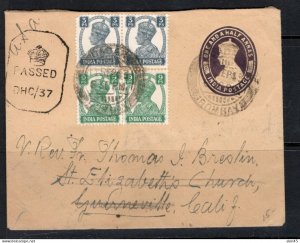 a/a
PASSED
DHC/37
INDIA POSTAGE
INDIA POSTAGE
INDIA POSTAGE
INDIA POSTAGE
BOMBAY
V. Rev. Fr. Thomas J. Breslin,
St. Elizabeth's Church,
Guerneville, Calif.